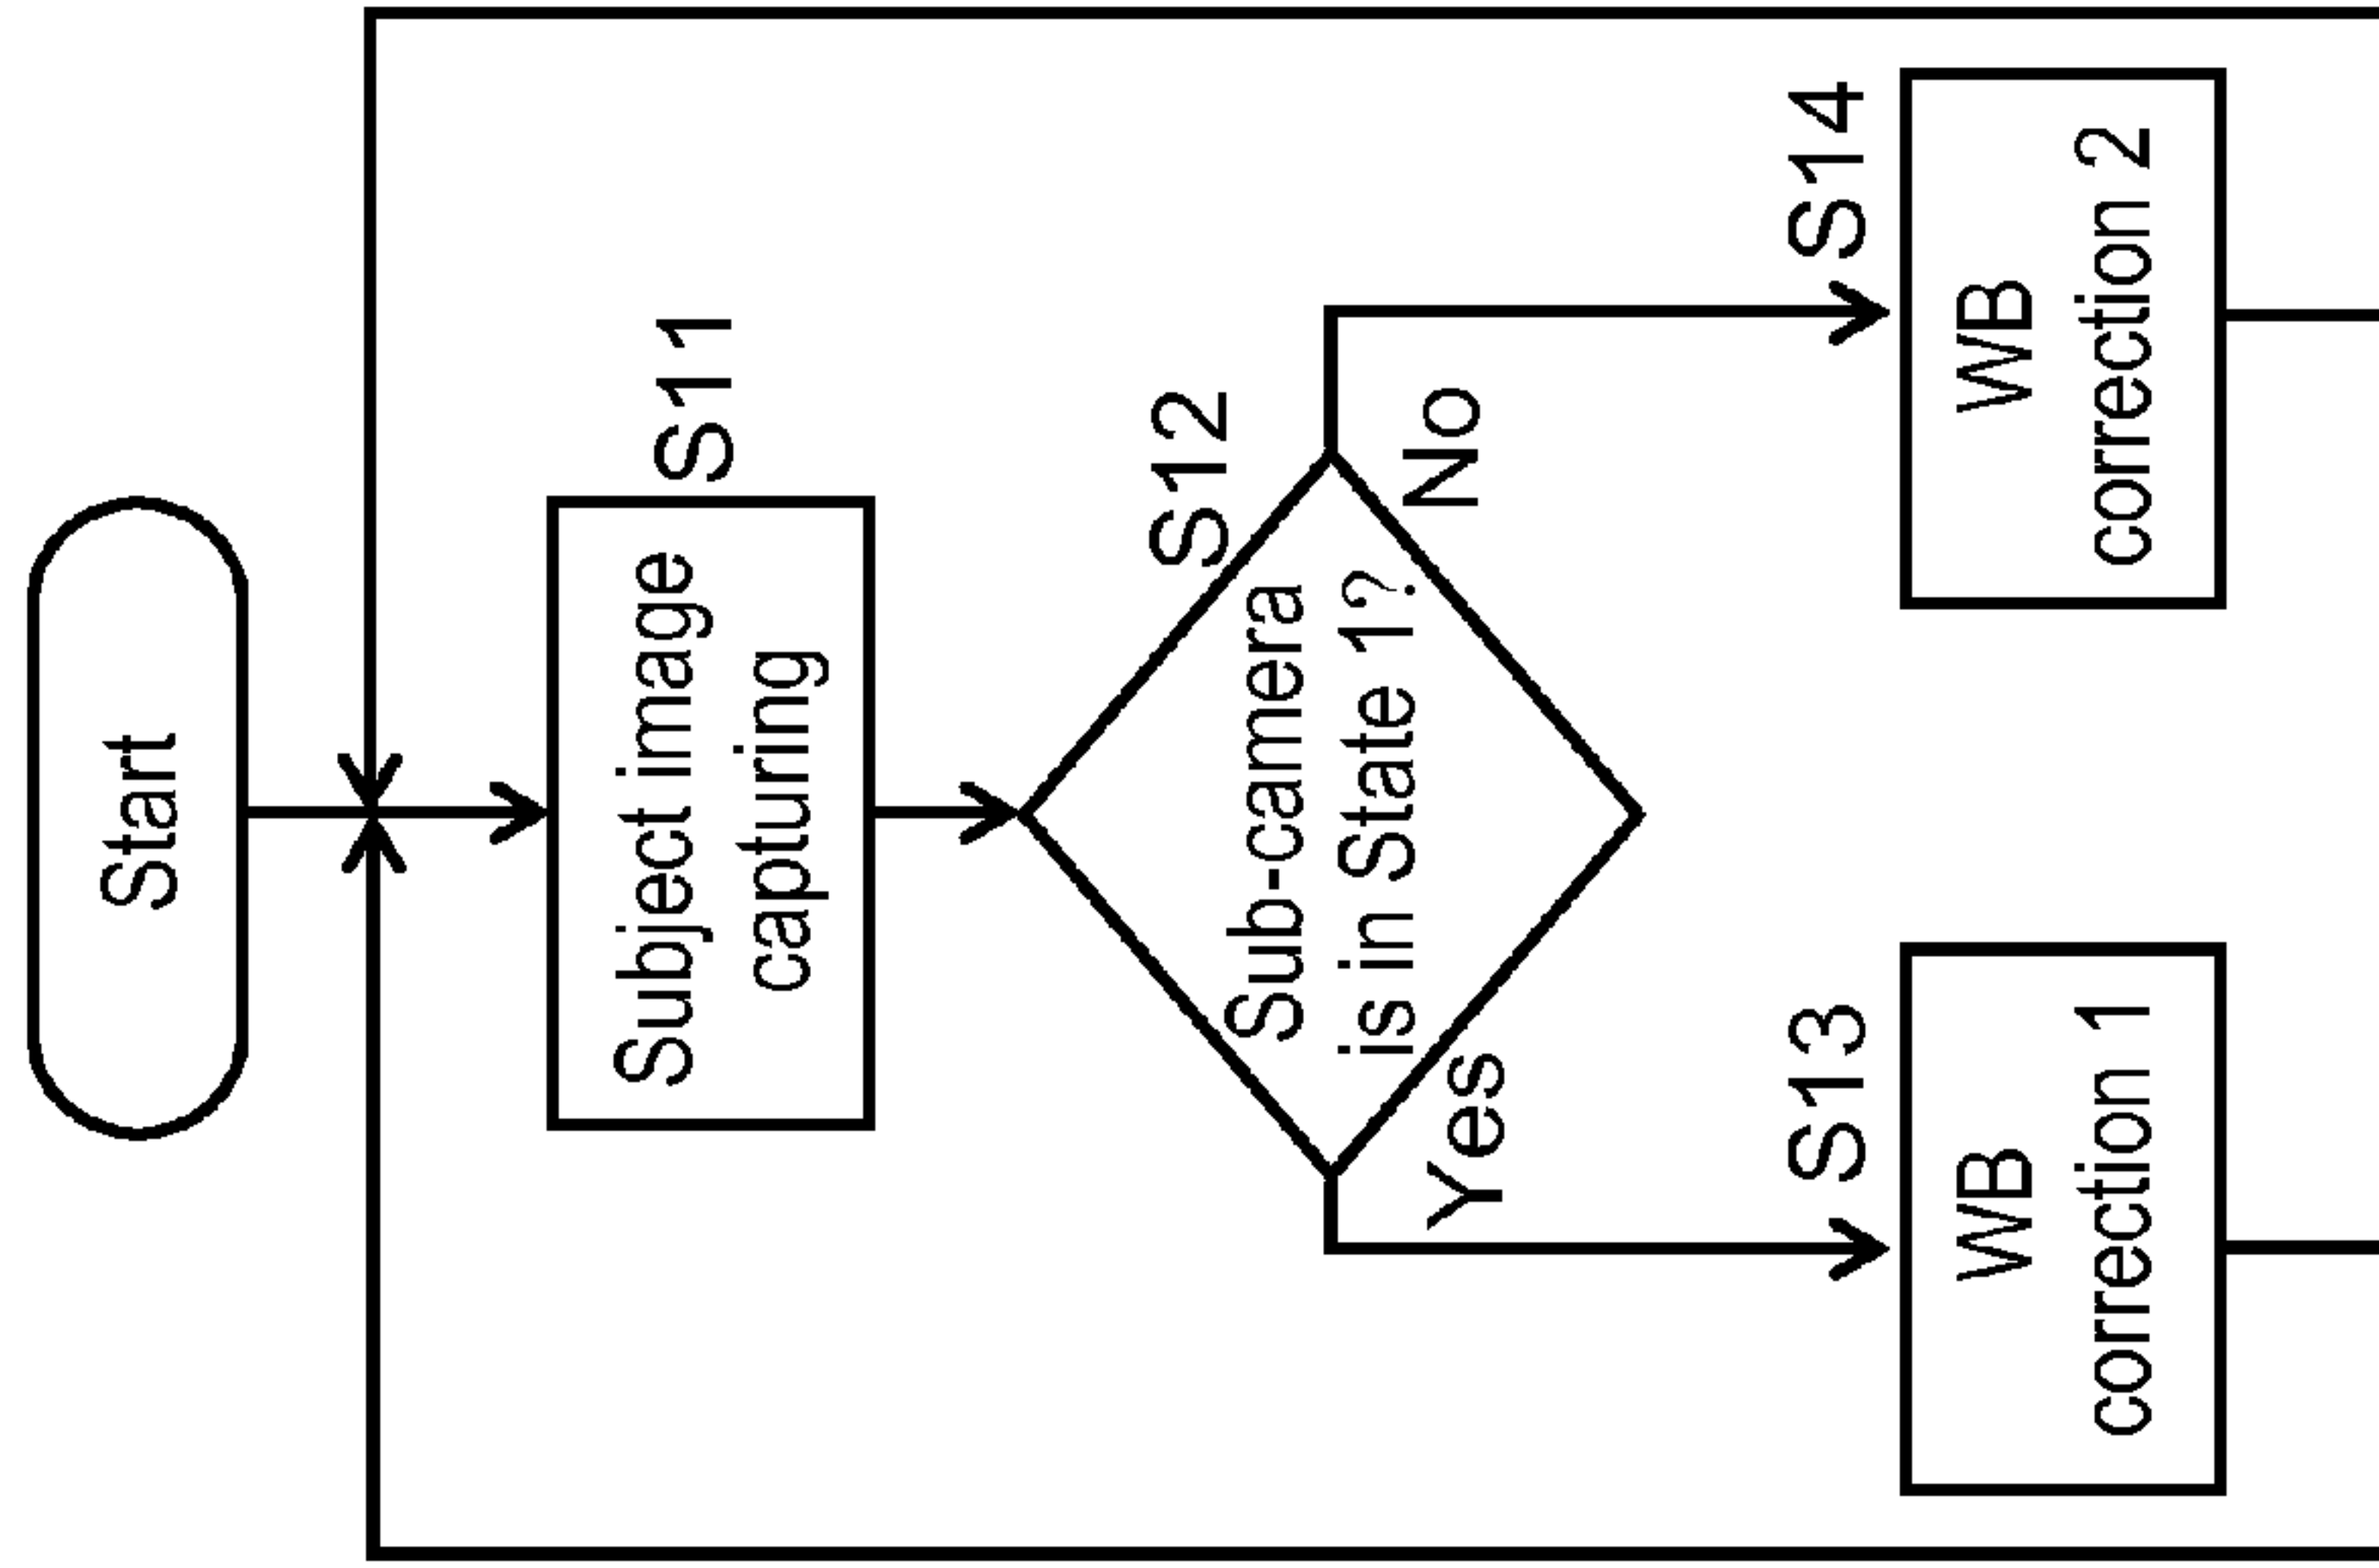 Start
Subject image
capturing
S11
S12
Sub-camera
is in State 1?
Yes
No
S13
WB
correction 1
S14
WB
correction 2